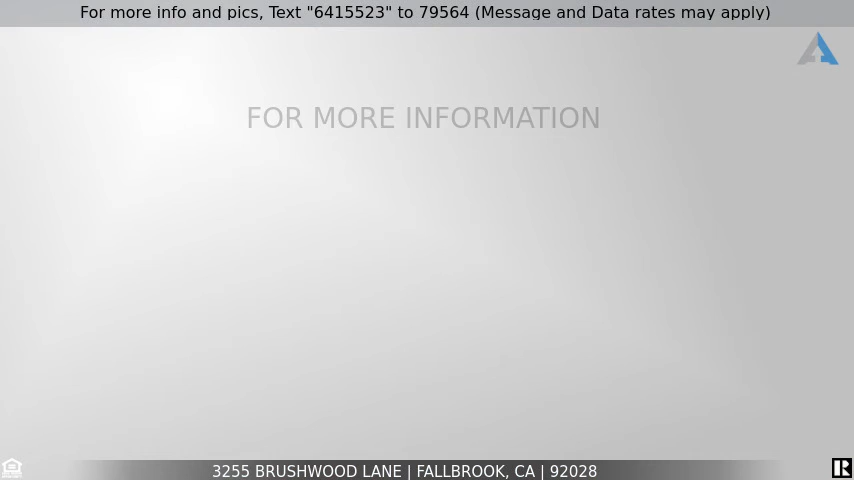 For more info and pics, Text "6415523" to 79564 (Message and Data rates may apply)
FOR MORE INFORMATION
3255 BRUSHWOOD LANE | FALLBROOK, CA | 92028